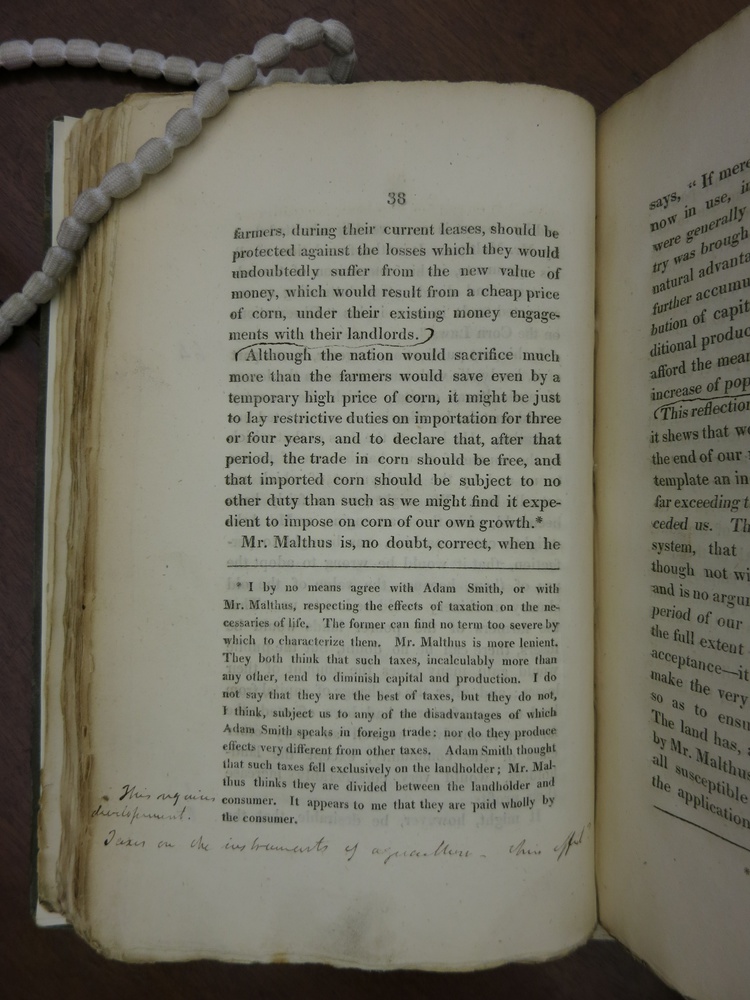 38
farmers, during their current leases, should be
protected against the losses which they would
undoubtedly suffer from the new value of
money, which would result from a cheap price
of corn, under their existing money engage-
ments with their landlords.
Although the nation would sacrifice much
more than the farmers would save even by a
temporary high price of corn, it might be just
to lay restrictive duties on importation for three
or four years, and to declare that, after that
period, the trade in corn should be free, and
that imported corn should be subject to no
other duty than such as we might find it expe-
dient to impose on corn of our own growth.*
Mr. Malthus is, no doubt, correct, when he
* I by no means agree with Adam Smith, or with
Mr. Malthus, respecting the effects of taxation on the ne-
cessaries of life. The former can find no term too severe by
which to characterize them. Mr. Malthus is more lenient.
They both think that such taxes, incalculably more than
any other, tend to diminish capital and production. I do
not say that they are the best of taxes, but they do not,
I think, subject us to any of the disadvantages of which
Adam Smith speaks in foreign trade: nor do they produce
effects very different from other taxes. Adam Smith thought
that such taxes fell exclusively on the landholder; Mr. Mal-
thus thinks they are divided between the landholder and
consumer. It appears to me that they are paid wholly by
the consumer.
This requires
development.
Taxes on the instruments of agriculture - this effect
says, "If mere
now in use, i
were generally
try was brough
natural advanta
further accumu
bution of capit
ditional produc
afford the mean
increase of pop
(This reflection
it shews that w
the end of our
template an in
far exceeding t
ceded us. Th
system, that
though not wi
and is no argu
period of our
the full extent
acceptance—it
make the very
so as to ensu
The land has,
by Mr. Malthus
all susceptible
the application